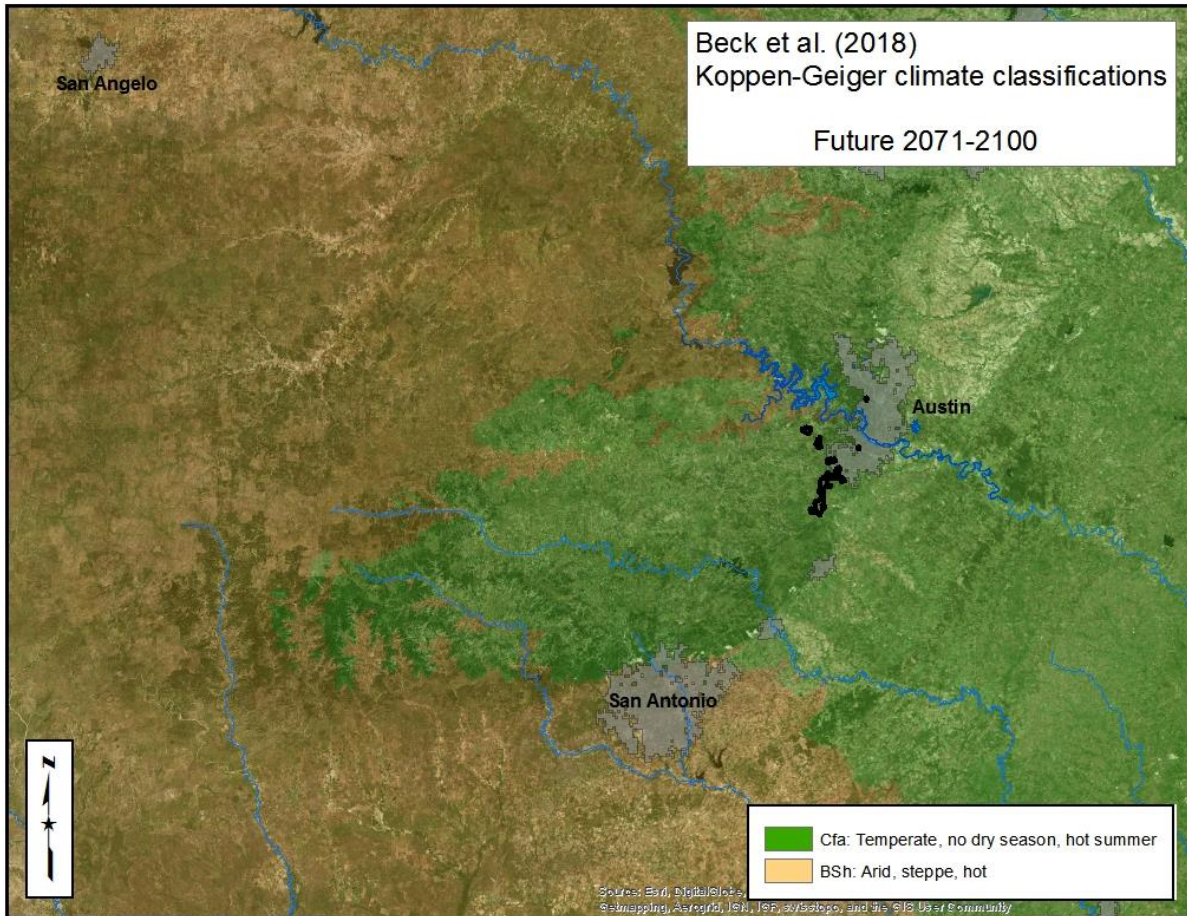 Beck et al. (2018)
Koppen-Geiger climate classifications
Future 2071-2100
San Angelo
Austin
San Antonio
N
Cfa: Temperate, no dry season, hot summer
BSh: Arid, steppe, hot
Source: Esri, DigitalGlobe,
Getmapping, Aerogrid, IGN, IGP, swisstopo, and the GIS User Community